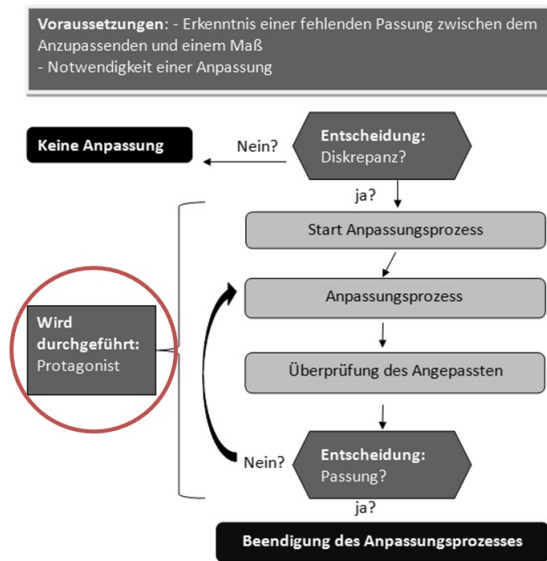 Voraussetzungen: - Erkenntnis einer fehlenden Passung zwischen dem
Anzupassenden und einem Maß
- Notwendigkeit einer Anpassung
Keine Anpassung
Nein?
Entscheidung:
Diskrepanz?
ja?
Start Anpassungsprozess
Anpassungsprozess
Wird
durchgeführt:
Protagonist
Überprüfung des Angepassten
Nein?
Entscheidung:
Passung?
ja?
Beendigung des Anpassungsprozesses